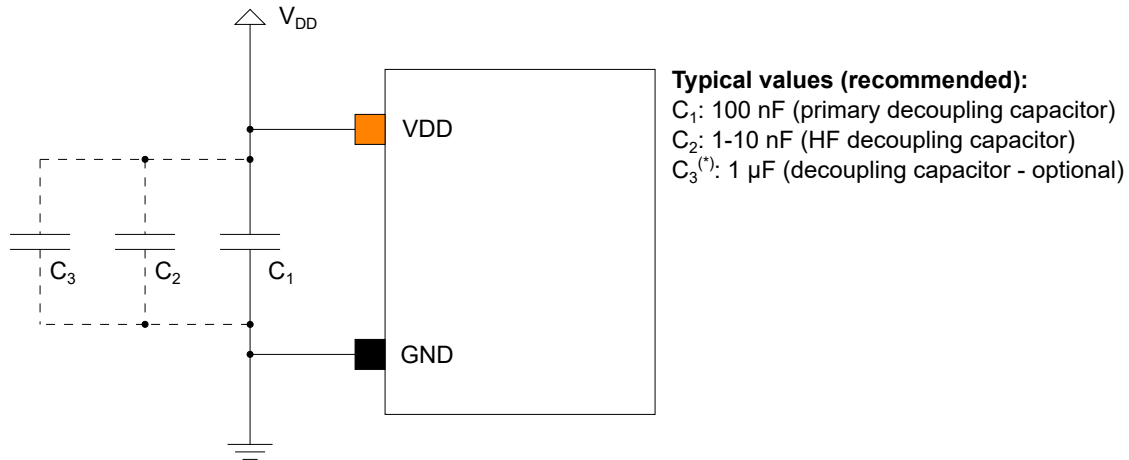 V_DD
VDD
GND
C₃
C₂
C₁
Typical values (recommended):
C₁: 100 nF (primary decoupling capacitor)
C₂: 1-10 nF (HF decoupling capacitor)
C₃⁽*⁾: 1 µF (decoupling capacitor - optional)